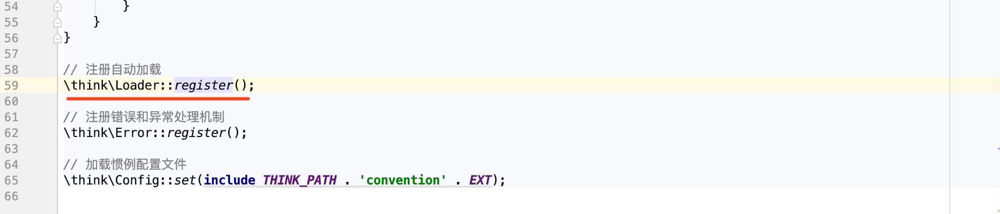 54 }
55 }
56 }
57
58 // 注册自动加载
59 \think\Loader::register();
60
61 // 注册错误和异常处理机制
62 \think\Error::register();
63
64 // 加载惯例配置文件
65 \think\Config::set(include THINK_PATH . 'convention' . EXT);
66